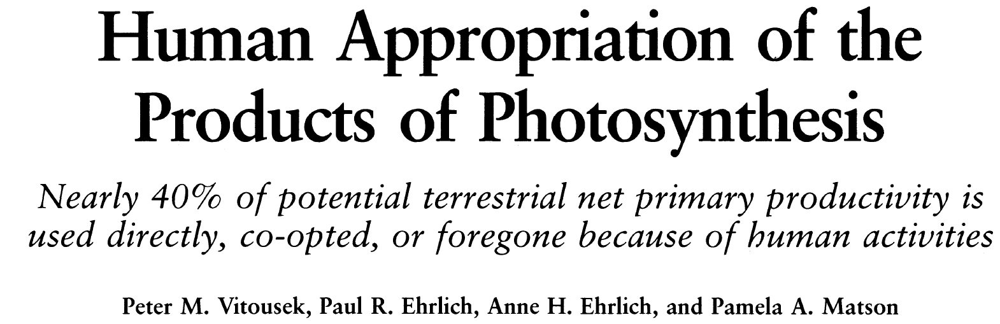 Human Appropriation of the
Products of Photosynthesis
Nearly 40% of potential terrestrial net primary productivity is
used directly, co-opted, or foregone because of human activities
Peter M. Vitousek, Paul R. Ehrlich, Anne H. Ehrlich, and Pamela A. Matson